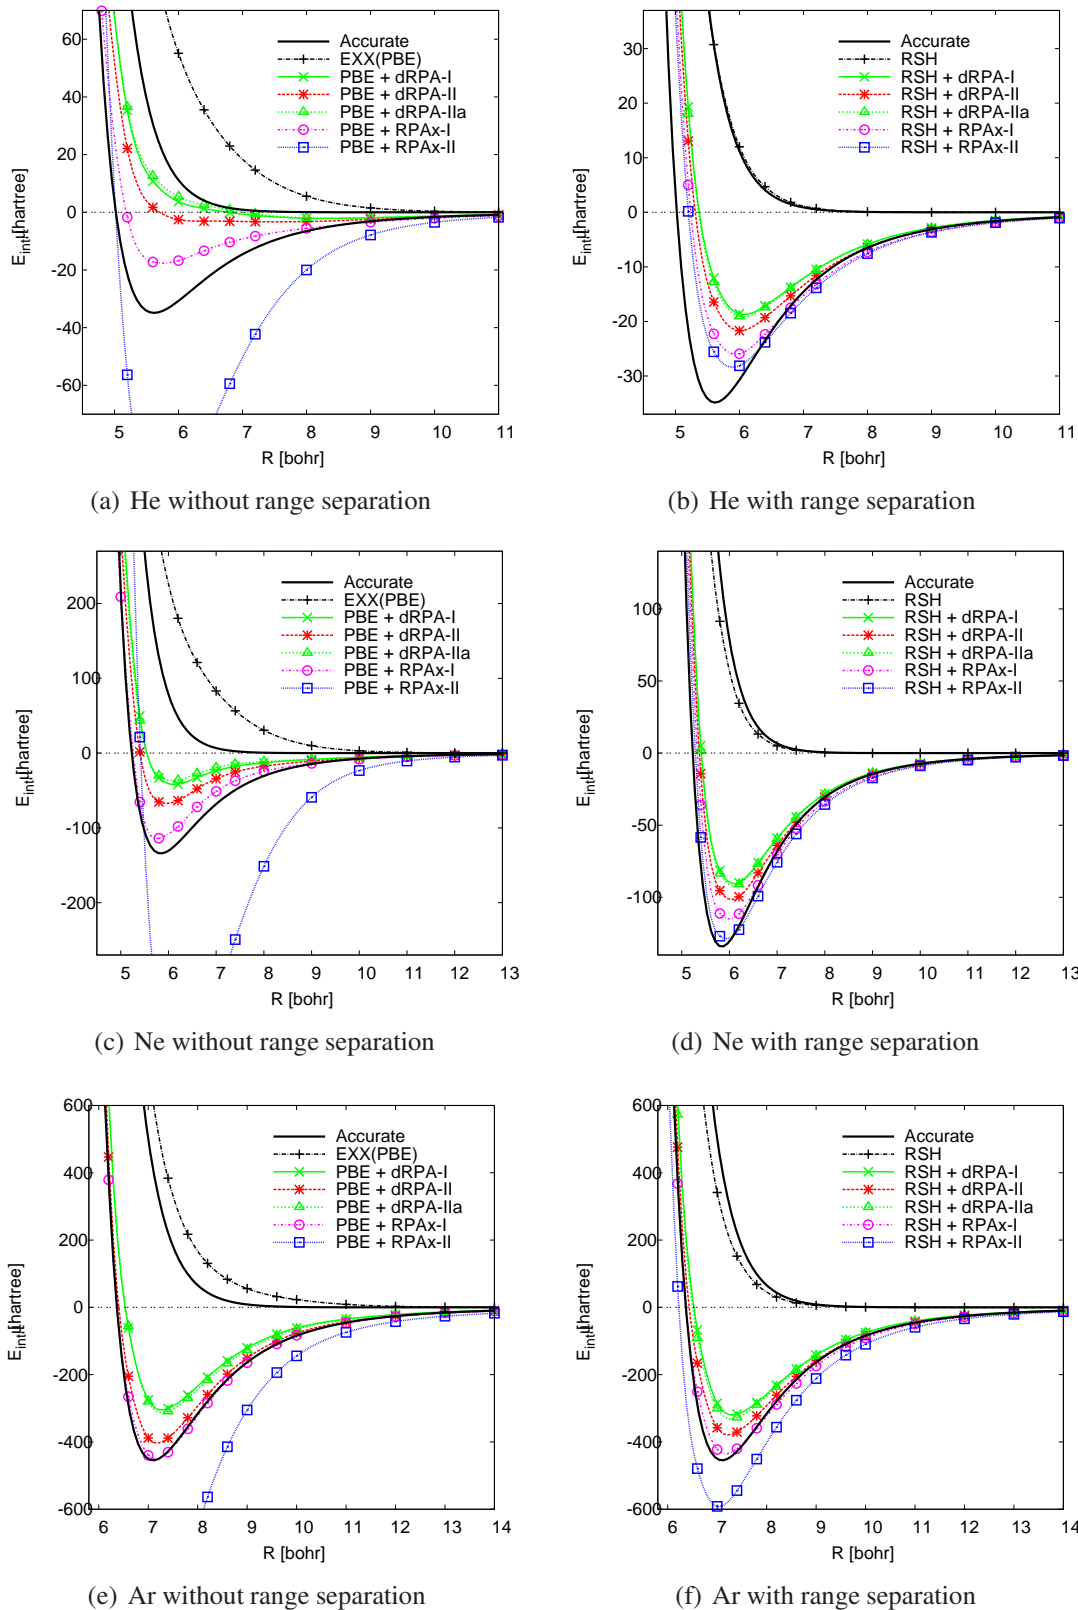 60
40
20
0
-20
-40
-60
5 6 7 8 9 10 11
E_int [μhartree]
R [bohr]
Accurate
EXX(PBE)
PBE + dRPA-I
PBE + dRPA-II
PBE + dRPA-IIa
PBE + RPAx-I
PBE + RPAx-II
(a) He without range separation
30
20
10
0
-10
-20
-30
5 6 7 8 9 10 11
E_int [μhartree]
R [bohr]
Accurate
RSH
RSH + dRPA-I
RSH + dRPA-II
RSH + dRPA-IIa
RSH + RPAx-I
RSH + RPAx-II
(b) He with range separation
200
100
0
-100
-200
5 6 7 8 9 10 11 12 13
E_int [μhartree]
R [bohr]
Accurate
EXX(PBE)
PBE + dRPA-I
PBE + dRPA-II
PBE + dRPA-IIa
PBE + RPAx-I
PBE + RPAx-II
(c) Ne without range separation
100
50
0
-50
-100
5 6 7 8 9 10 11 12 13
E_int [μhartree]
R [bohr]
Accurate
RSH
RSH + dRPA-I
RSH + dRPA-II
RSH + dRPA-IIa
RSH + RPAx-I
RSH + RPAx-II
(d) Ne with range separation
600
400
200
0
-200
-400
-600
6 7 8 9 10 11 12 13 14
E_int [μhartree]
R [bohr]
Accurate
EXX(PBE)
PBE + dRPA-I
PBE + dRPA-II
PBE + dRPA-IIa
PBE + RPAx-I
PBE + RPAx-II
(e) Ar without range separation
600
400
200
0
-200
-400
-600
6 7 8 9 10 11 12 13 14
E_int [μhartree]
R [bohr]
Accurate
RSH
RSH + dRPA-I
RSH + dRPA-II
RSH + dRPA-IIa
RSH + RPAx-I
RSH + RPAx-II
(f) Ar with range separation